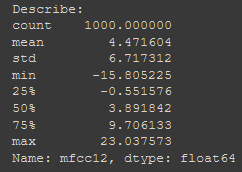 Describe:
count    1000.000000
mean        4.471604
std         6.717312
min       -15.805225
25%        -0.551576
50%         3.891842
75%         9.706133
max        23.037573
Name: mfcc12, dtype: float64